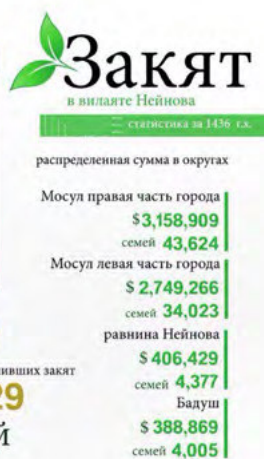 Закят
в вилаяте Нейнова
статистика за 1436 г.х.
распределенная сумма в округах
Мосул правая часть города
$3,158,909
семей 43,624
Мосул левая часть города
$ 2,749,266
семей 34,023
равнина Нейнова
$ 406,429
семей 4,377
закят
29
Бадуш
$ 388,869
семей 4,005